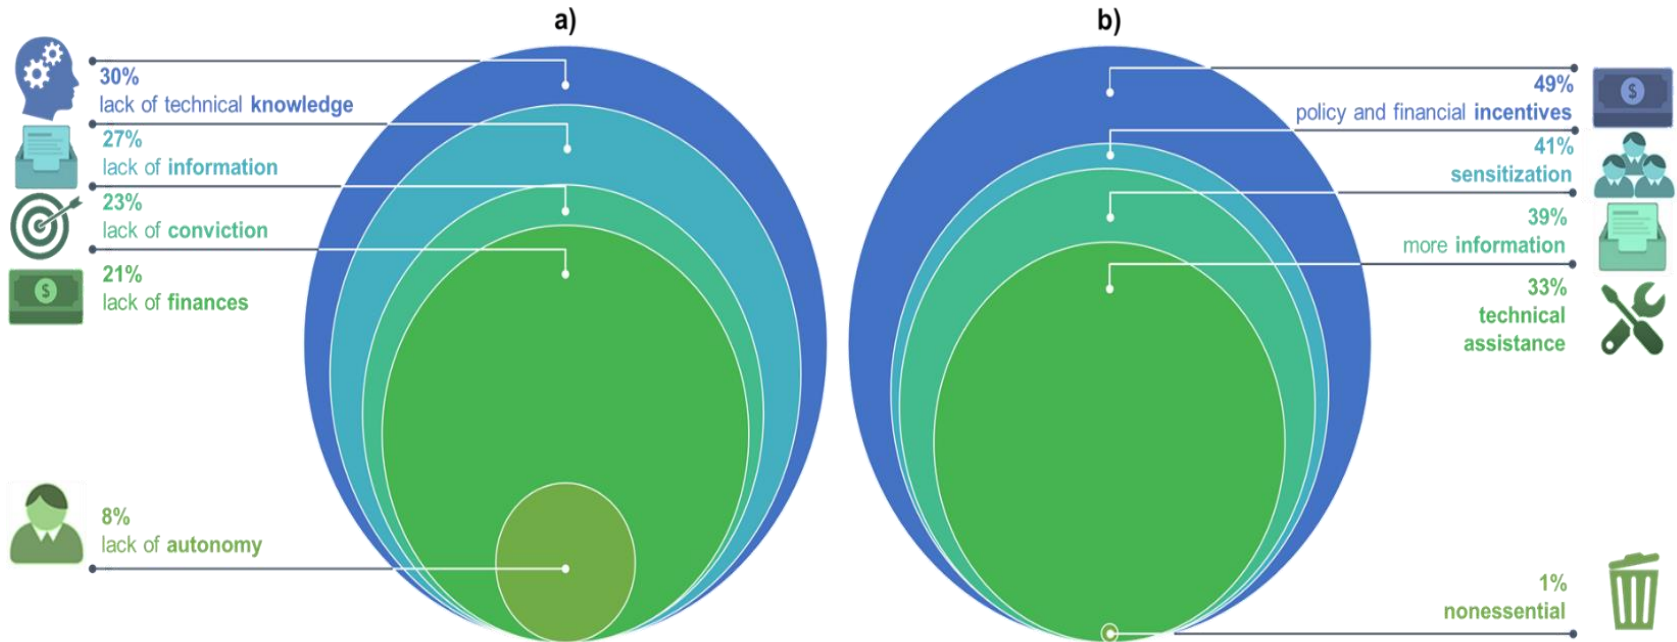 a)
30%
lack of technical knowledge
27%
lack of information
23%
lack of conviction
21%
lack of finances
$
8%
lack of autonomy
b)
49%
policy and financial incentives
$
41%
sensitization
39%
more information
33%
technical
assistance
1%
nonessential